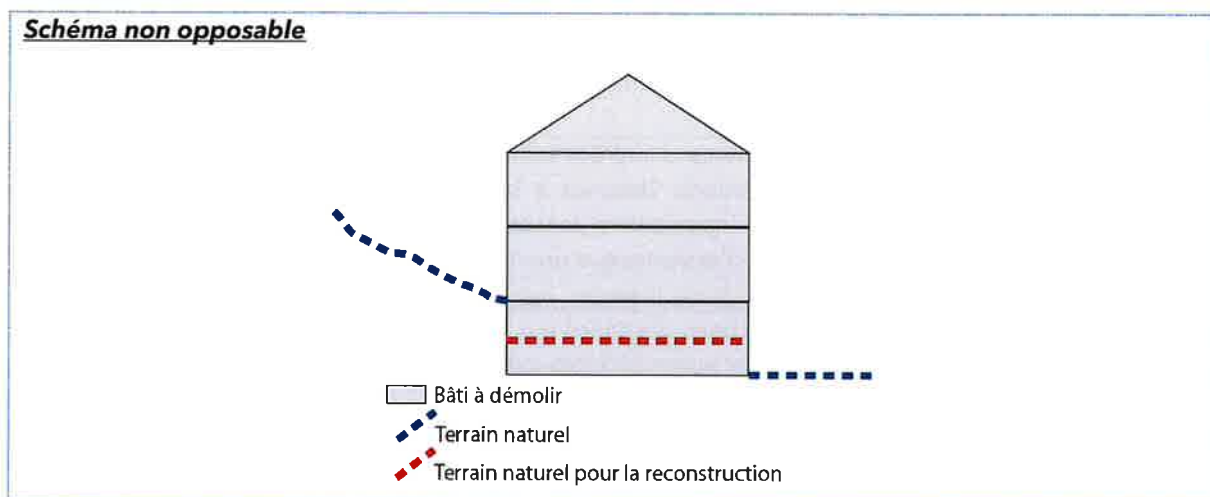 Schéma non opposable
Bâti à démolir
Terrain naturel
Terrain naturel pour la reconstruction